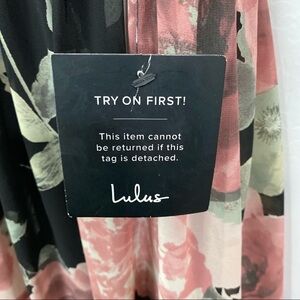 TRY ON FIRST!
This item cannot
be returned if this
tag is detached.
Lulus